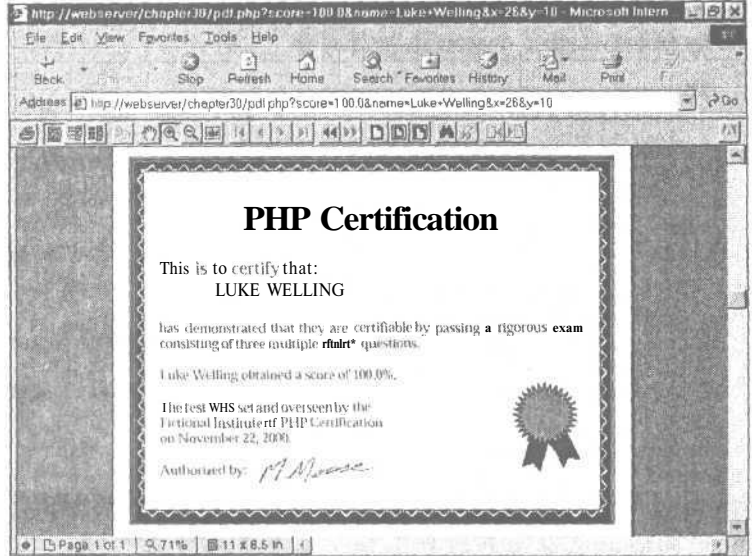 http://webserver/chapter30/pdf.php?score=100.0&name=Luke+Welling&x=26&y=10 - Microsoft Intern
File Edit View Favorites Tools Help
Back Stop Refresh Home Search Favorites History Mail Print
Address http://webserver/chapter30/pdf.php?score=100.0&name=Luke+Welling&x=26&y=10 Go
PHP Certification
This is to certify that:
LUKE WELLING
has demonstrated that they are certifiable by passing a rigorous exam
consisting of three multiple rftnlrt* questions.
Luke Welling obtained a score of 100.0%.
The test WHS set and overseen by the
Fictional Institute rtf PHP Certification
on November 22, 2000.
Authorized by: M Moose
Page 1 of 1 71% 11 x 8.5 in